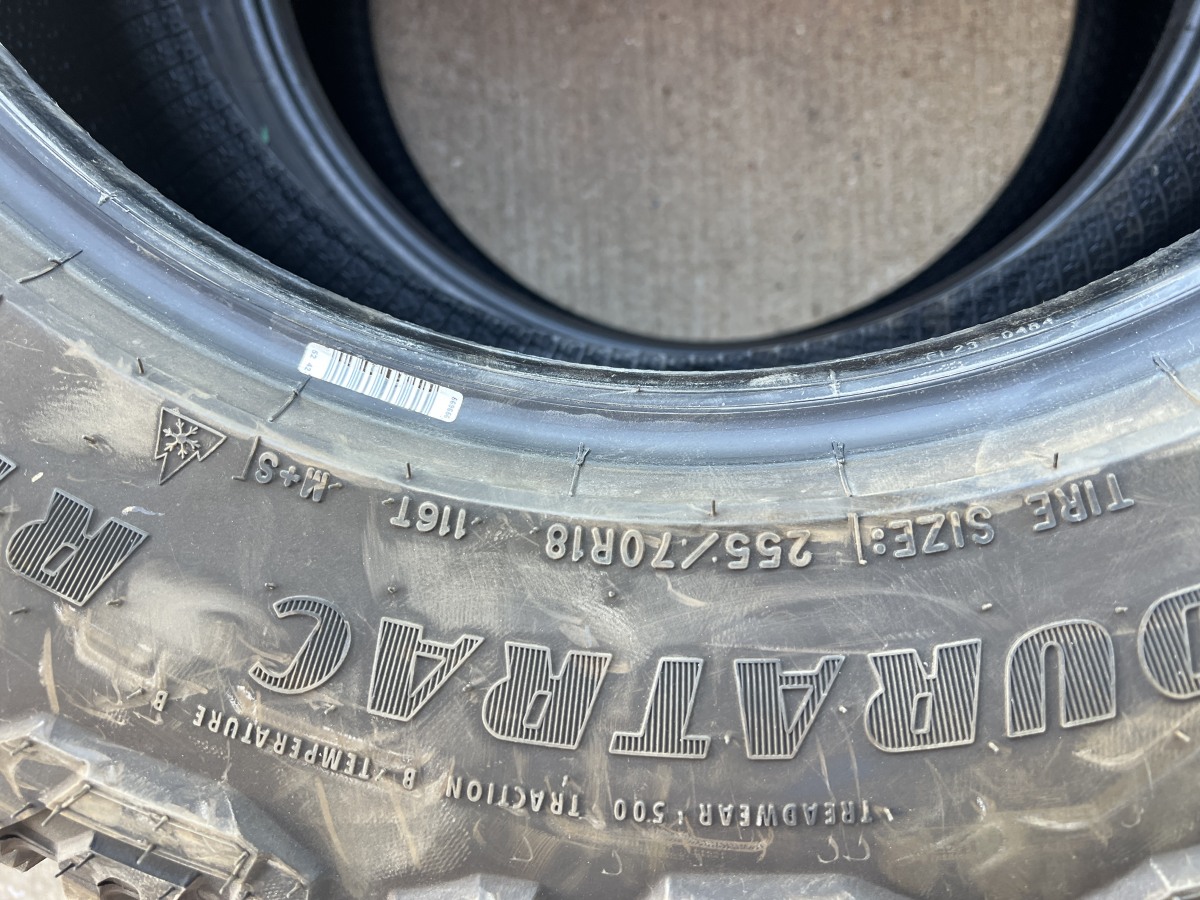 TIRE SIZE: 255/70R18 116T M+S
DURATRAC R
TREADWEAR 500 TRACTION B TEMPERATURE B